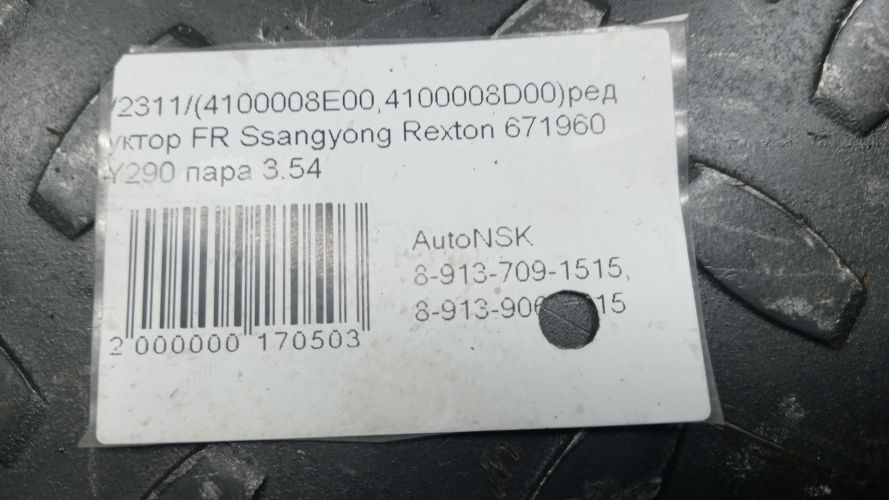 /2311/(4100008E00,4100008D00)ред
уктор FR Ssangyong Rexton 671960
Y290 пара 3.54
AutoNSK
8-913-709-1515,
2 000000 170503